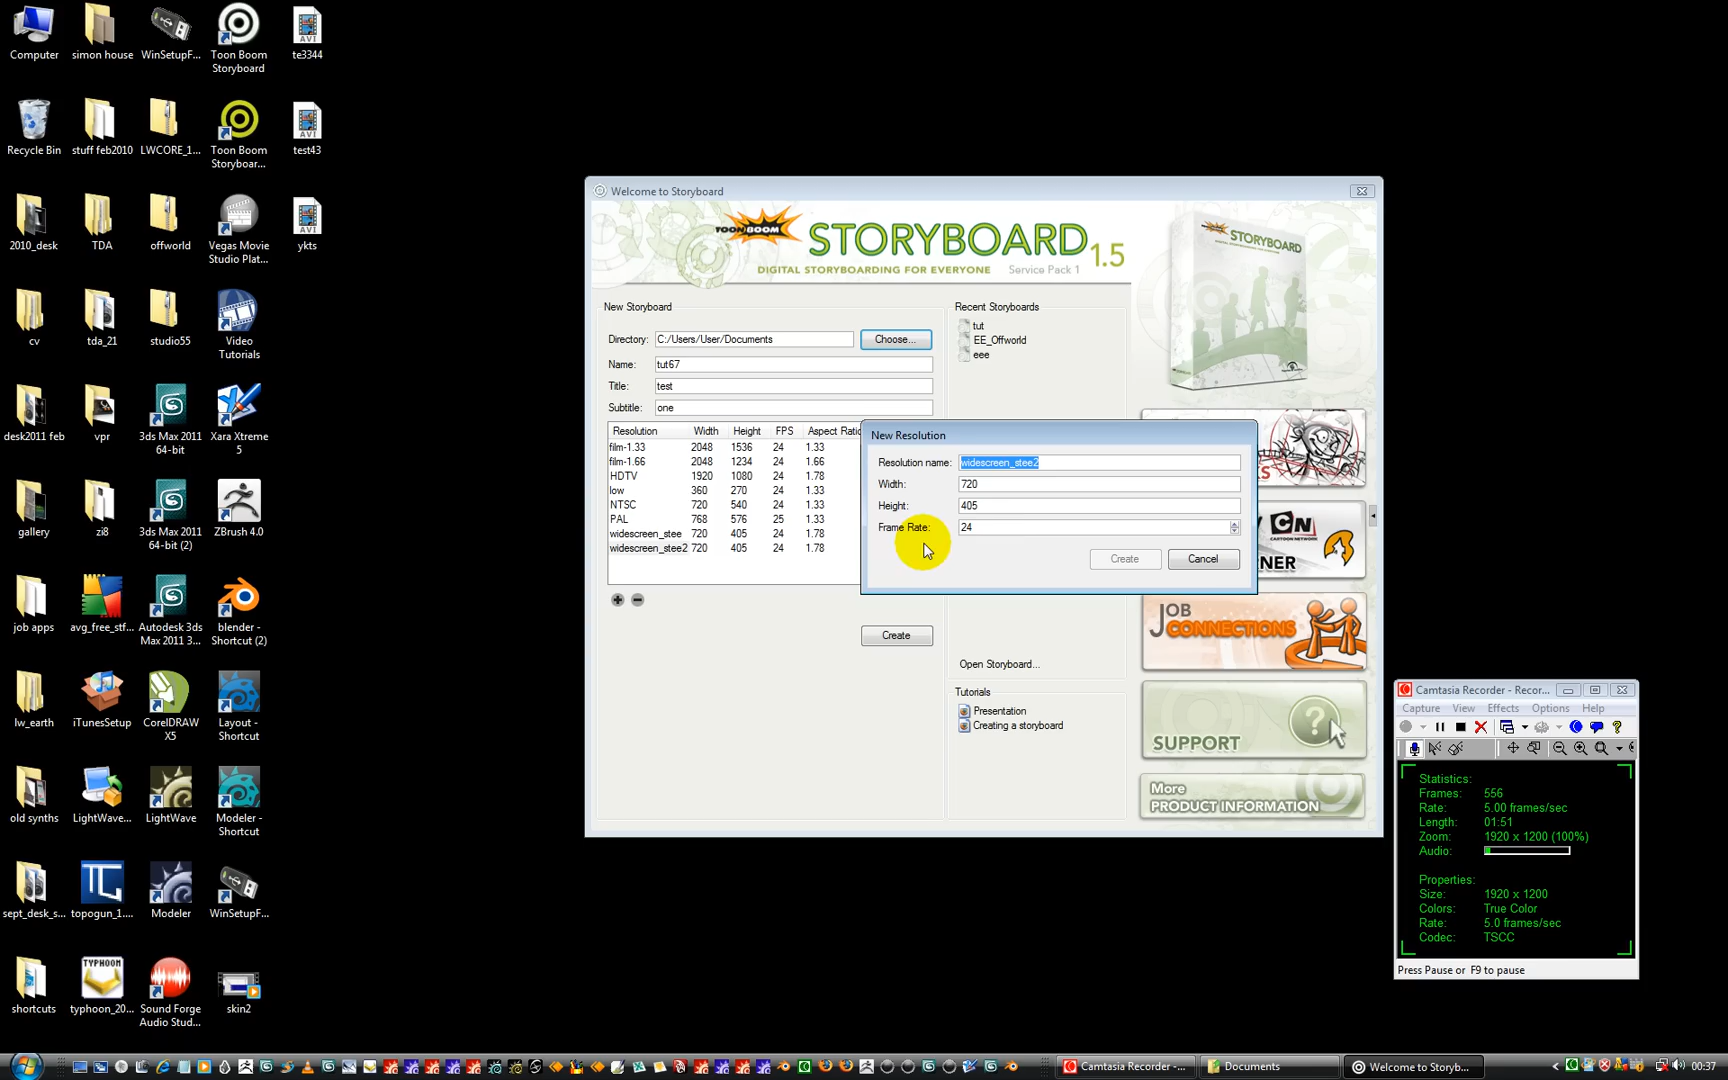 Computer
simon house
WinSetupF...
Toon Boom
Storyboard
te3344
Recycle Bin
stuff feb2010
LWCORE_1...
Toon Boom
Storyboar...
test43
2010_desk
TDA
offworld
Vegas Movie
Studio Plat...
ykts
cv
tda_21
studio55
Video
Tutorials
desk2011 feb
vpr
3ds Max 2011
64-bit
Xara Xtreme
5
gallery
zi8
3ds Max 2011
64-bit (2)
ZBrush 4.0
job apps
avg_free_stf...
Autodesk 3ds
Max 2011 3...
blender -
Shortcut (2)
lw_earth
iTunesSetup
CorelDRAW
X5
Layout -
Shortcut
old synths
LightWave...
LightWave
Modeler -
Shortcut
sept_desk_s...
topogun_1....
Modeler
WinSetupF...
shortcuts
TYPHOON
typhoon_20...
Sound Forge
Audio Stud...
skin2
Welcome to Storyboard
TOONBOOM STORYBOARD 1.5
DIGITAL STORYBOARDING FOR EVERYONE Service Pack 1
STORYBOARD
New Storyboard
Directory: C:/Users/User/Documents Choose...
Name: tut67
Title: test
Subtitle: one
Resolution Width Height FPS Aspect Ratio
film-1.33 2048 1536 24 1.33
film-1.66 2048 1234 24 1.66
HDTV 1920 1080 24 1.78
low 360 270 24 1.33
NTSC 720 540 24 1.33
PAL 768 576 25 1.33
widescreen_stee 720 405 24 1.78
widescreen_stee2 720 405 24 1.78
Create
Recent Storyboards
tut
EE_Offworld
eee
Open Storyboard...
Tutorials
Presentation
Creating a storyboard
New Resolution
Resolution name: widescreen_stee2
Width: 720
Height: 405
Frame Rate: 24
Create Cancel
KS
CN
CARTOON NETWORK
RNER
JOB
CONNECTIONS
SUPPORT
More
PRODUCT INFORMATION
Camtasia Recorder - Recor...
Capture View Effects Options Help
Statistics:
Frames: 556
Rate: 5.00 frames/sec
Length: 01:51
Zoom: 1920 x 1200 (100%)
Audio:
Properties:
Size: 1920 x 1200
Colors: True Color
Rate: 5.0 frames/sec
Codec: TSCC
Press Pause or F9 to pause
Camtasia Recorder -...
Documents
Welcome to Storyb...
00:37